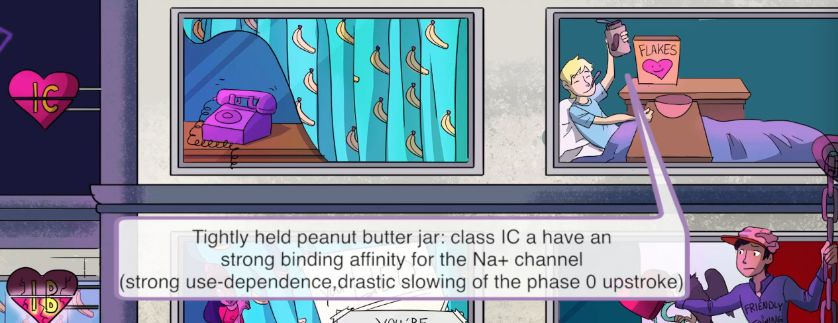 FLAKES
IC
Tightly held peanut butter jar: class IC a have an
strong binding affinity for the Na+ channel
(strong use-dependence,drastic slowing of the phase 0 upstroke)
IB
YOU'RE
FRIENDLY